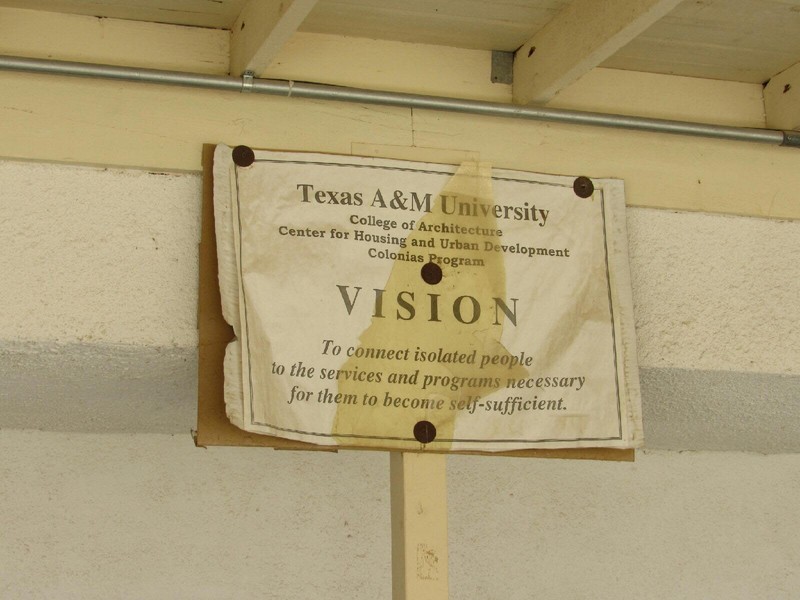 Texas A&M University
College of Architecture
Center for Housing and Urban Development
Colonias Program
VISION
To connect isolated people
to the services and programs necessary
for them to become self-sufficient.